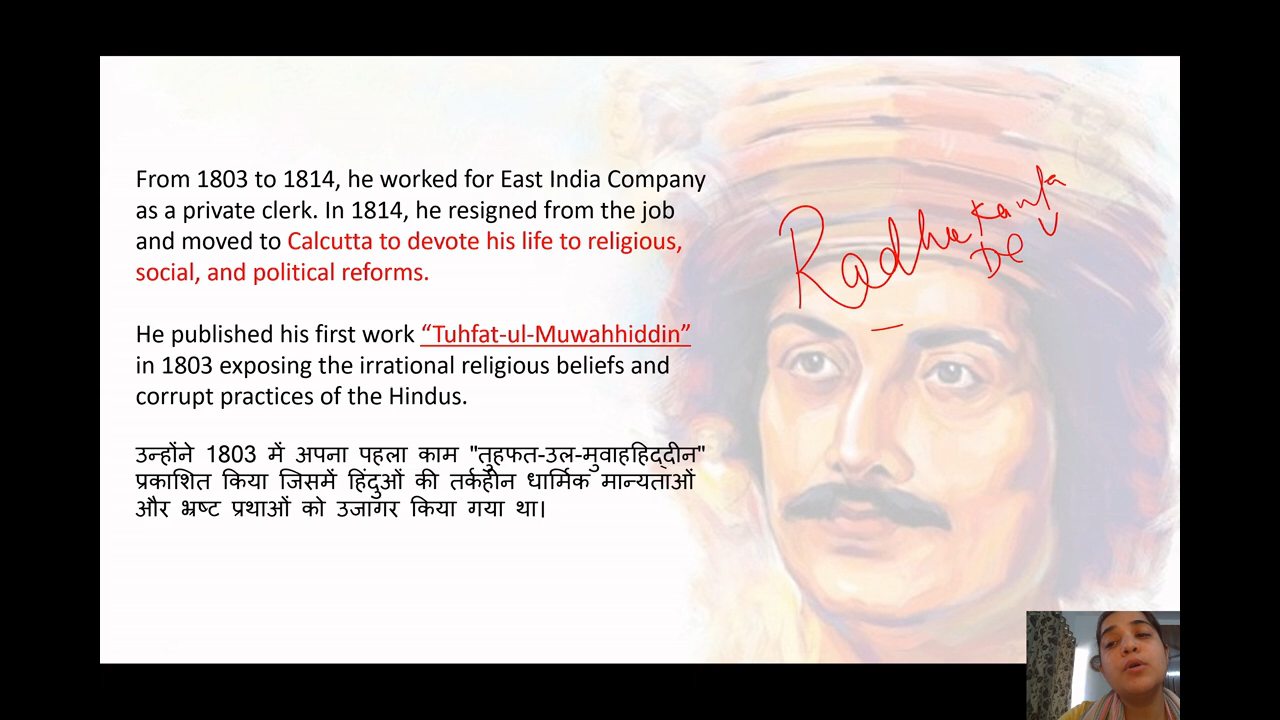 From 1803 to 1814, he worked for East India Company
as a private clerk. In 1814, he resigned from the job
and moved to Calcutta to devote his life to religious,
social, and political reforms.
He published his first work “Tuhfat-ul-Muwahhiddin”
in 1803 exposing the irrational religious beliefs and
corrupt practices of the Hindus.
उन्होंने 1803 में अपना पहला काम "तुहफत-उल-मुवाहहिद्दीन"
प्रकाशित किया जिसमें हिंदुओं की तर्कहीन धार्मिक मान्यताओं
और भ्रष्ट प्रथाओं को उजागर किया गया था।
Radha Kanta
Dev